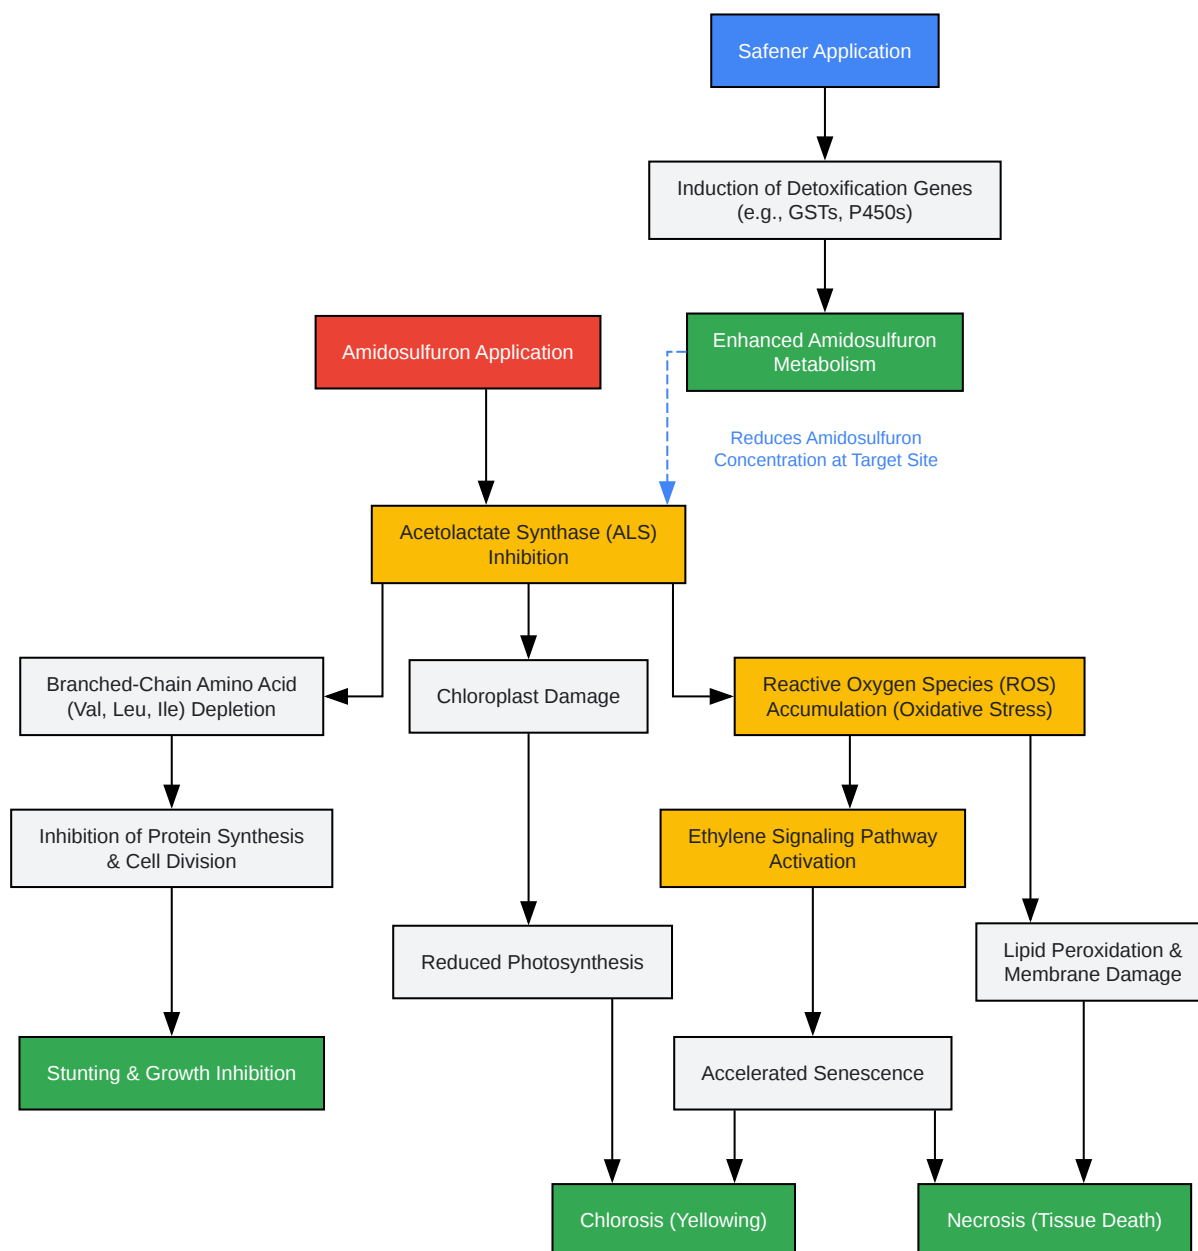 Safener Application
Induction of Detoxification Genes
(e.g., GSTs, P450s)
Amidosulfuron Application
Enhanced Amidosulfuron
Metabolism
Reduces Amidosulfuron
Concentration at Target Site
Acetolactate Synthase (ALS)
Inhibition
Branched-Chain Amino Acid
(Val, Leu, Ile) Depletion
Chloroplast Damage
Reactive Oxygen Species (ROS)
Accumulation (Oxidative Stress)
Inhibition of Protein Synthesis
& Cell Division
Ethylene Signaling Pathway
Activation
Reduced Photosynthesis
Lipid Peroxidation &
Membrane Damage
Stunting & Growth Inhibition
Accelerated Senescence
Chlorosis (Yellowing)
Necrosis (Tissue Death)